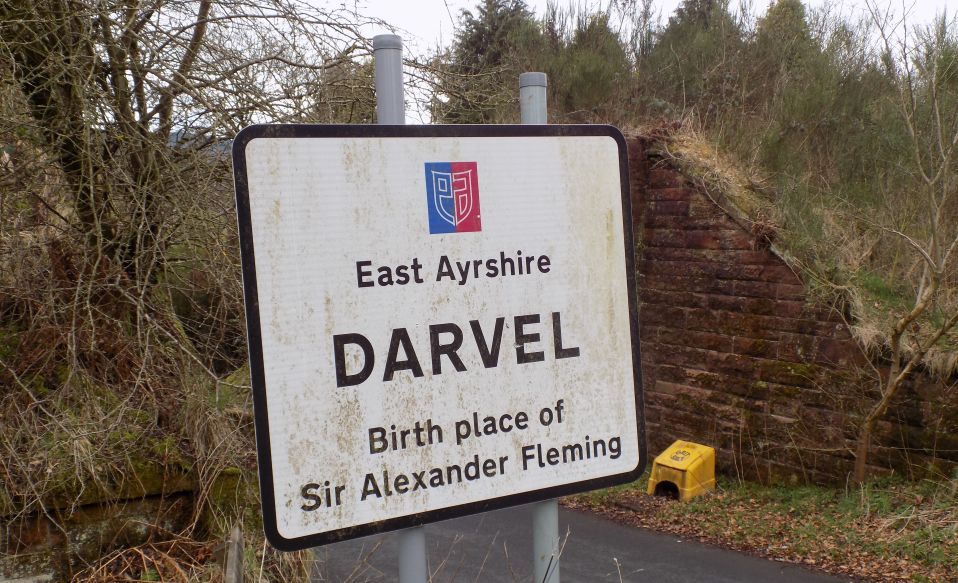 East Ayrshire
DARVEL
Birth place of
Sir Alexander Fleming